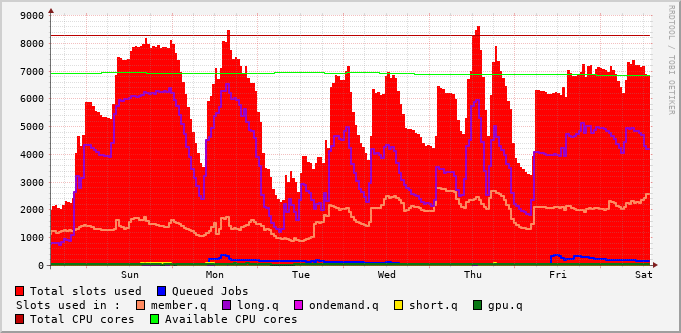 9000
8000
7000
6000
5000
4000
3000
2000
1000
0
Sun Mon Tue Wed Thu Fri Sat
RRDTOOL / TOBI OETIKER
Total slots used Queued Jobs
Slots used in : member.q long.q ondemand.q short.q gpu.q
Total CPU cores Available CPU cores